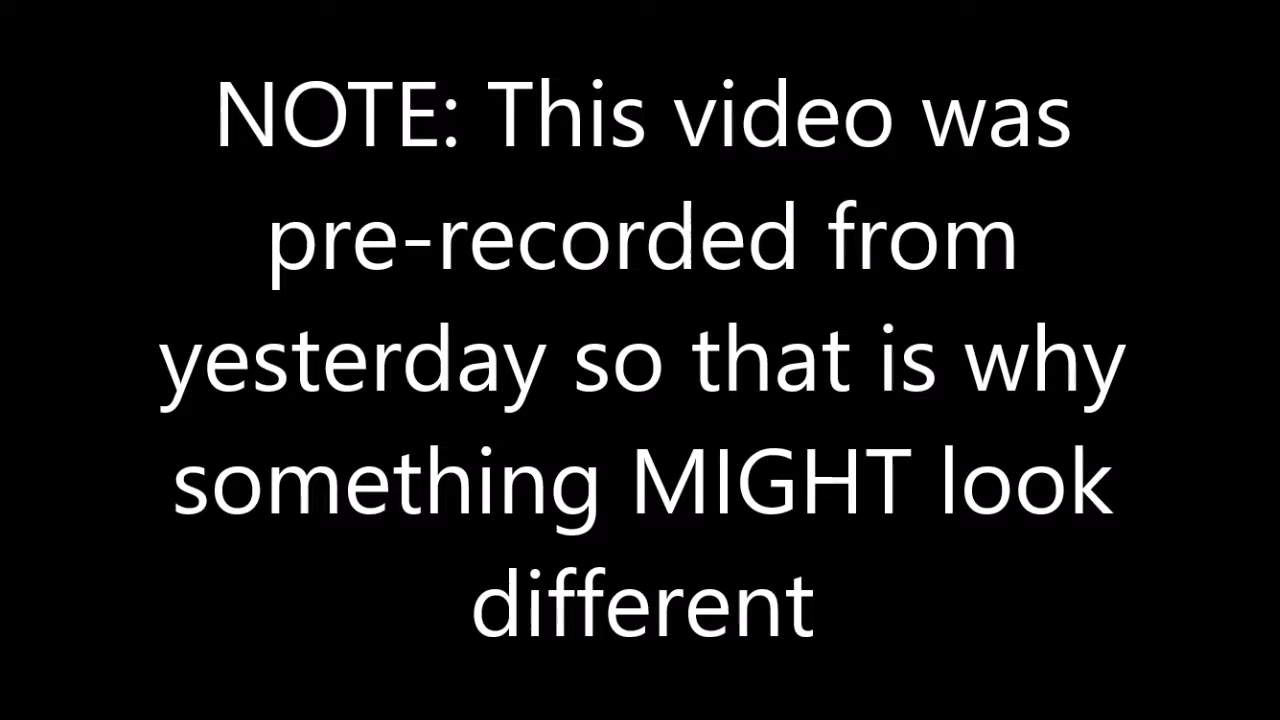 NOTE: This video was
pre-recorded from
yesterday so that is why
something MIGHT look
different